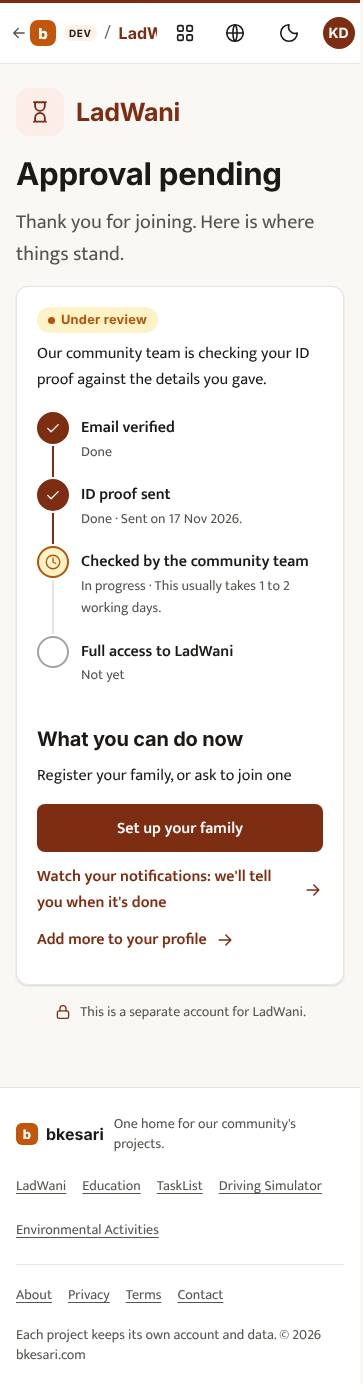 b DEV / LadW KD
LadWani
Approval pending
Thank you for joining. Here is where
things stand.
Under review
Our community team is checking your ID
proof against the details you gave.
Email verified
Done
ID proof sent
Done · Sent on 17 Nov 2026.
Checked by the community team
In progress · This usually takes 1 to 2
working days.
Full access to LadWani
Not yet
What you can do now
Register your family, or ask to join one
Set up your family
Watch your notifications: we'll tell
you when it's done
Add more to your profile
This is a separate account for LadWani.
b bkesari
One home for our community's
projects.
LadWani Education TaskList Driving Simulator
Environmental Activities
About Privacy Terms Contact
Each project keeps its own account and data. © 2026
bkesari.com